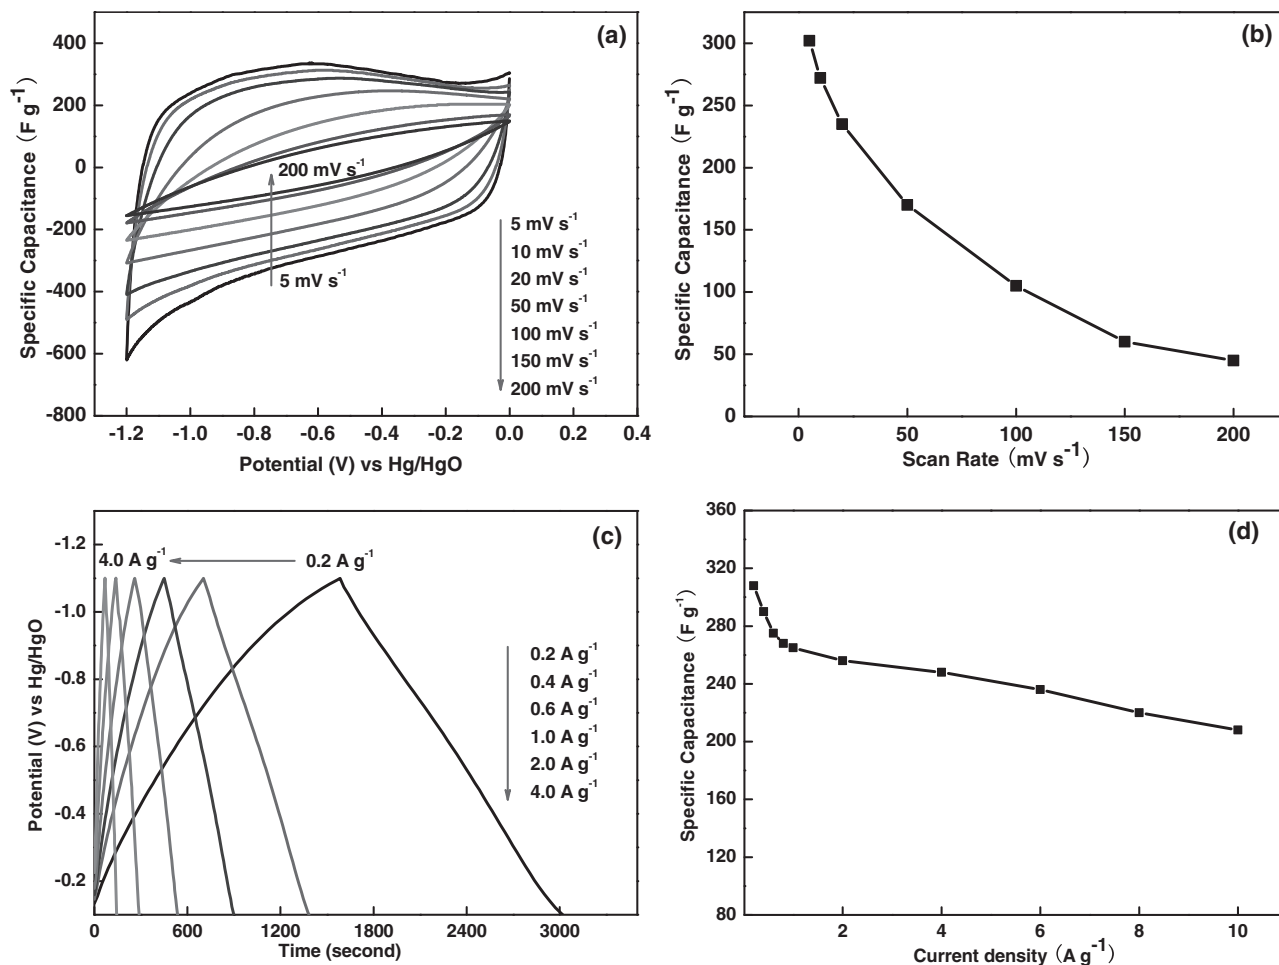 (a)
Specific Capacitance (F g-1)
400
200
0
-200
-400
-600
-800
200 mV s-1
5 mV s-1
5 mV s-1
10 mV s-1
20 mV s-1
50 mV s-1
100 mV s-1
150 mV s-1
200 mV s-1
-1.2 -1.0 -0.8 -0.6 -0.4 -0.2 0.0 0.2 0.4
Potential (V) vs Hg/HgO
(b)
Specific Capacitance (F g-1)
300
250
200
150
100
50
0
0 50 100 150 200
Scan Rate (mV s-1)
(c)
Potential (V) vs Hg/HgO
-1.2
-1.0
-0.8
-0.6
-0.4
-0.2
4.0 A g-1 0.2 A g-1
0.2 A g-1
0.4 A g-1
0.6 A g-1
1.0 A g-1
2.0 A g-1
4.0 A g-1
0 600 1200 1800 2400 3000
Time (second)
(d)
Specific Capacitance (F g-1)
360
320
280
240
200
160
120
80
2 4 6 8 10
Current density (A g-1)